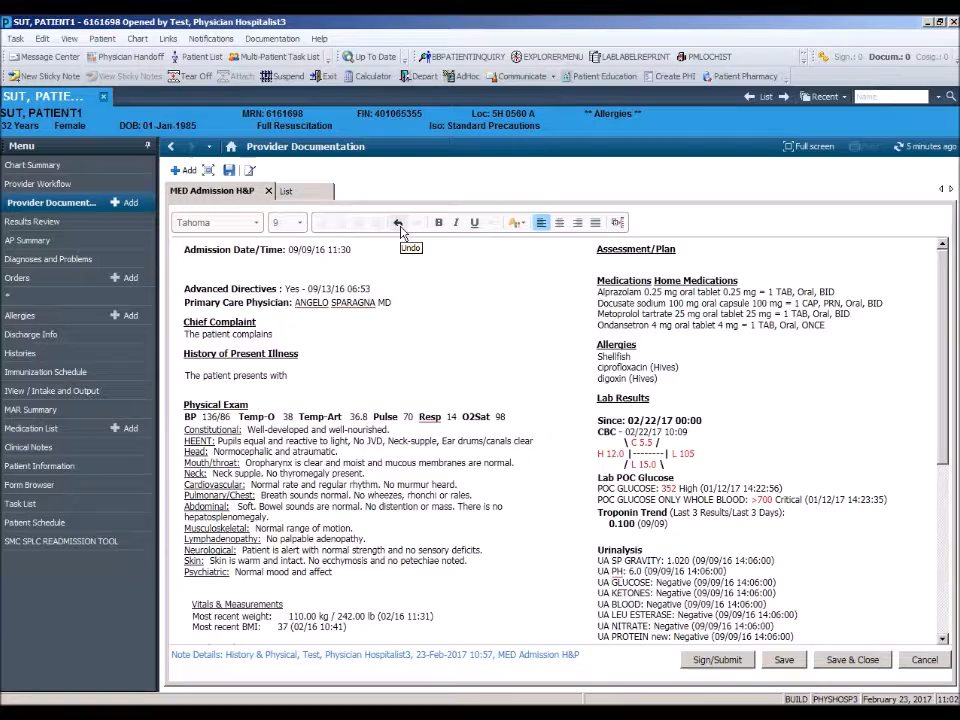 SUT, PATIENT1 - 6161698 Opened by Test, Physician Hospitalist3
Task Edit View Patient Chart Links Notifications Documentation Help
Message Center Physician Handoff Patient List Multi-Patient Task List Up To Date BBPATIENTINQUIRY EXPLORERMENU LABLABELREPRINT PMLOCHIST Sign.: 0 Docum.: 0 Cosig.: 0
New Sticky Note View Sticky Notes Tear Off Attach Suspend Exit Calculator Depart AdHoc Communicate Patient Education Create PHI Patient Pharmacy
SUT, PATIE... List Recent Name
SUT, PATIENT1 MRN: 6161698 FIN: 401065355 Loc: 5H 0560 A ** Allergies **
32 Years Female DOB: 01-Jan-1985 Full Resuscitation Iso: Standard Precautions
Menu Provider Documentation Full screen Print 5 minutes ago
Chart Summary
Provider Workflow
Provider Document... Add
Results Review
AP Summary
Diagnoses and Problems
Orders Add
*
Allergies Add
Discharge Info
Histories
Immunization Schedule
IView / Intake and Output
MAR Summary
Medication List Add
Clinical Notes
Patient Information
Form Browser
Task List
Patient Schedule
SMC SPLC READMISSION TOOL
Add
MED Admission H&P List
Tahoma 9 B I U
Undo
Admission Date/Time: 09/09/16 11:30
Advanced Directives : Yes - 09/13/16 06:53
Primary Care Physician: ANGELO SPARAGNA MD
Chief Complaint
The patient complains
History of Present Illness
The patient presents with
Physical Exam
BP 136/86 Temp-O 38 Temp-Art 36.8 Pulse 70 Resp 14 O2Sat 98
Constitutional: Well-developed and well-nourished.
HEENT: Pupils equal and reactive to light, No JVD, Neck-supple, Ear drums/canals clear
Head: Normocephalic and atraumatic.
Mouth/throat: Oropharynx is clear and moist and mucous membranes are normal.
Neck: Neck supple. No thyromegaly present.
Cardiovascular: Normal rate and regular rhythm. No murmur heard.
Pulmonary/Chest: Breath sounds normal. No wheezes, rhonchi or rales.
Abdominal: Soft. Bowel sounds are normal. No distention or mass. There is no
hepatosplenomegaly.
Musculoskeletal: Normal range of motion.
Lymphadenopathy: No palpable adenopathy.
Neurological: Patient is alert with normal strength and no sensory deficits.
Skin: Skin is warm and intact. No ecchymosis and no petechiae noted.
Psychiatric: Normal mood and affect
Vitals & Measurements
Most recent weight: 110.00 kg / 242.00 lb (02/16 11:31)
Most recent BMI: 37 (02/16 10:41)
Assessment/Plan
Medications Home Medications
Alprazolam 0.25 mg oral tablet 0.25 mg = 1 TAB, Oral, BID
Docusate sodium 100 mg oral capsule 100 mg = 1 CAP, PRN, Oral, BID
Metoprolol tartrate 25 mg oral tablet 25 mg = 1 TAB, Oral, BID
Ondansetron 4 mg oral tablet 4 mg = 1 TAB, Oral, ONCE
Allergies
Shellfish
ciprofloxacin (Hives)
digoxin (Hives)
Lab Results
Since: 02/22/17 00:00
CBC - 02/22/17 10:09
\ C 5.5 /
H 12.0 |--------| L 105
/ L 15.0 \
Lab POC Glucose
POC GLUCOSE: 352 High (01/12/17 14:22:56)
POC GLUCOSE ONLY WHOLE BLOOD: >700 Critical (01/12/17 14:23:35)
Troponin Trend (Last 3 Results/Last 3 Days):
0.100 (09/09)
Urinalysis
UA SP GRAVITY: 1.020 (09/09/16 14:06:00)
UA PH: 6.0 (09/09/16 14:06:00)
UA GLUCOSE: Negative (09/09/16 14:06:00)
UA KETONES: Negative (09/09/16 14:06:00)
UA BLOOD: Negative (09/09/16 14:06:00)
UA LEU ESTERASE: Negative (09/09/16 14:06:00)
UA NITRATE: Negative (09/09/16 14:06:00)
UA PROTEIN new: Negative (09/09/16 14:06:00)
Note Details: History & Physical, Test, Physician Hospitalist3, 23-Feb-2017 10:57, MED Admission H&P
Sign/Submit Save Save & Close Cancel
BUILD PHYSHOSP3 February 23, 2017 11:02